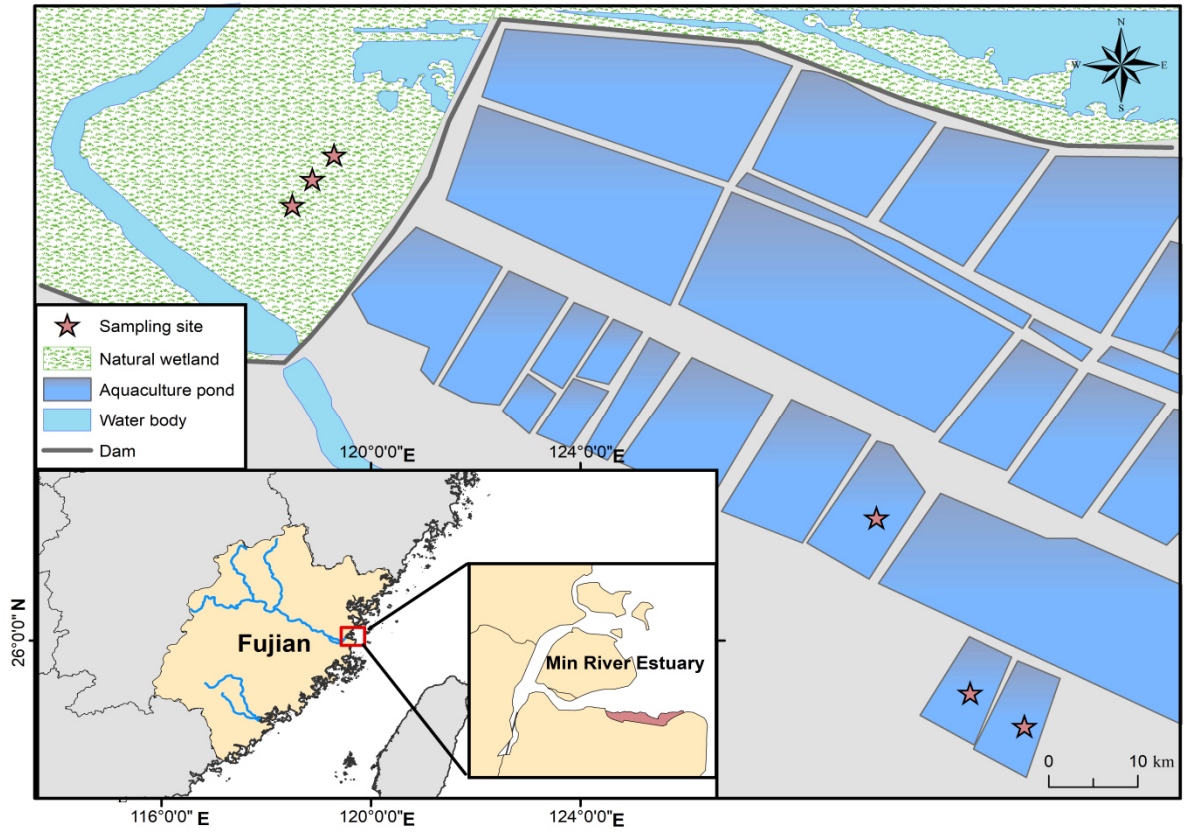 N
W E
S
Sampling site
Natural wetland
Aquaculture pond
Water body
Dam
120°0'0"E
124°0'0"E
26°0'0"N
Fujian
Min River Estuary
0 10 km
116°0'0"E
120°0'0"E
124°0'0"E